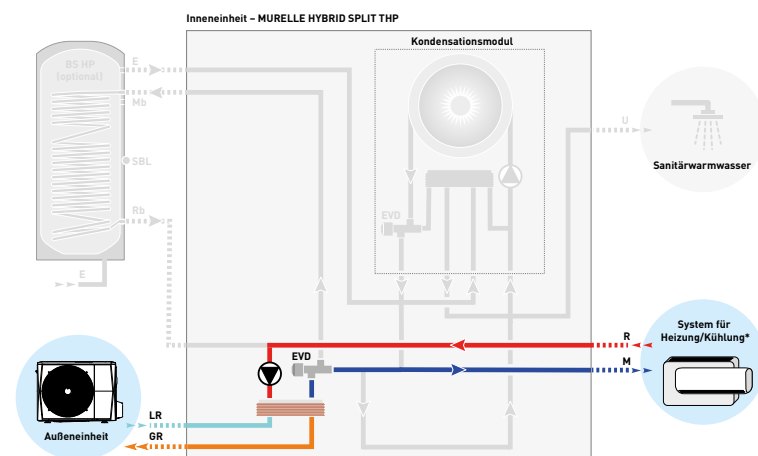 Inneneinheit – MURELLE HYBRID SPLIT THP
Kondensationsmodul
BS HP
(optional)
E
Mb
SBL
Rb
E
EVD
U
Sanitärwarmwasser
R
M
System für
Heizung/Kühlung*
EVD
LR
GR
Außeneinheit